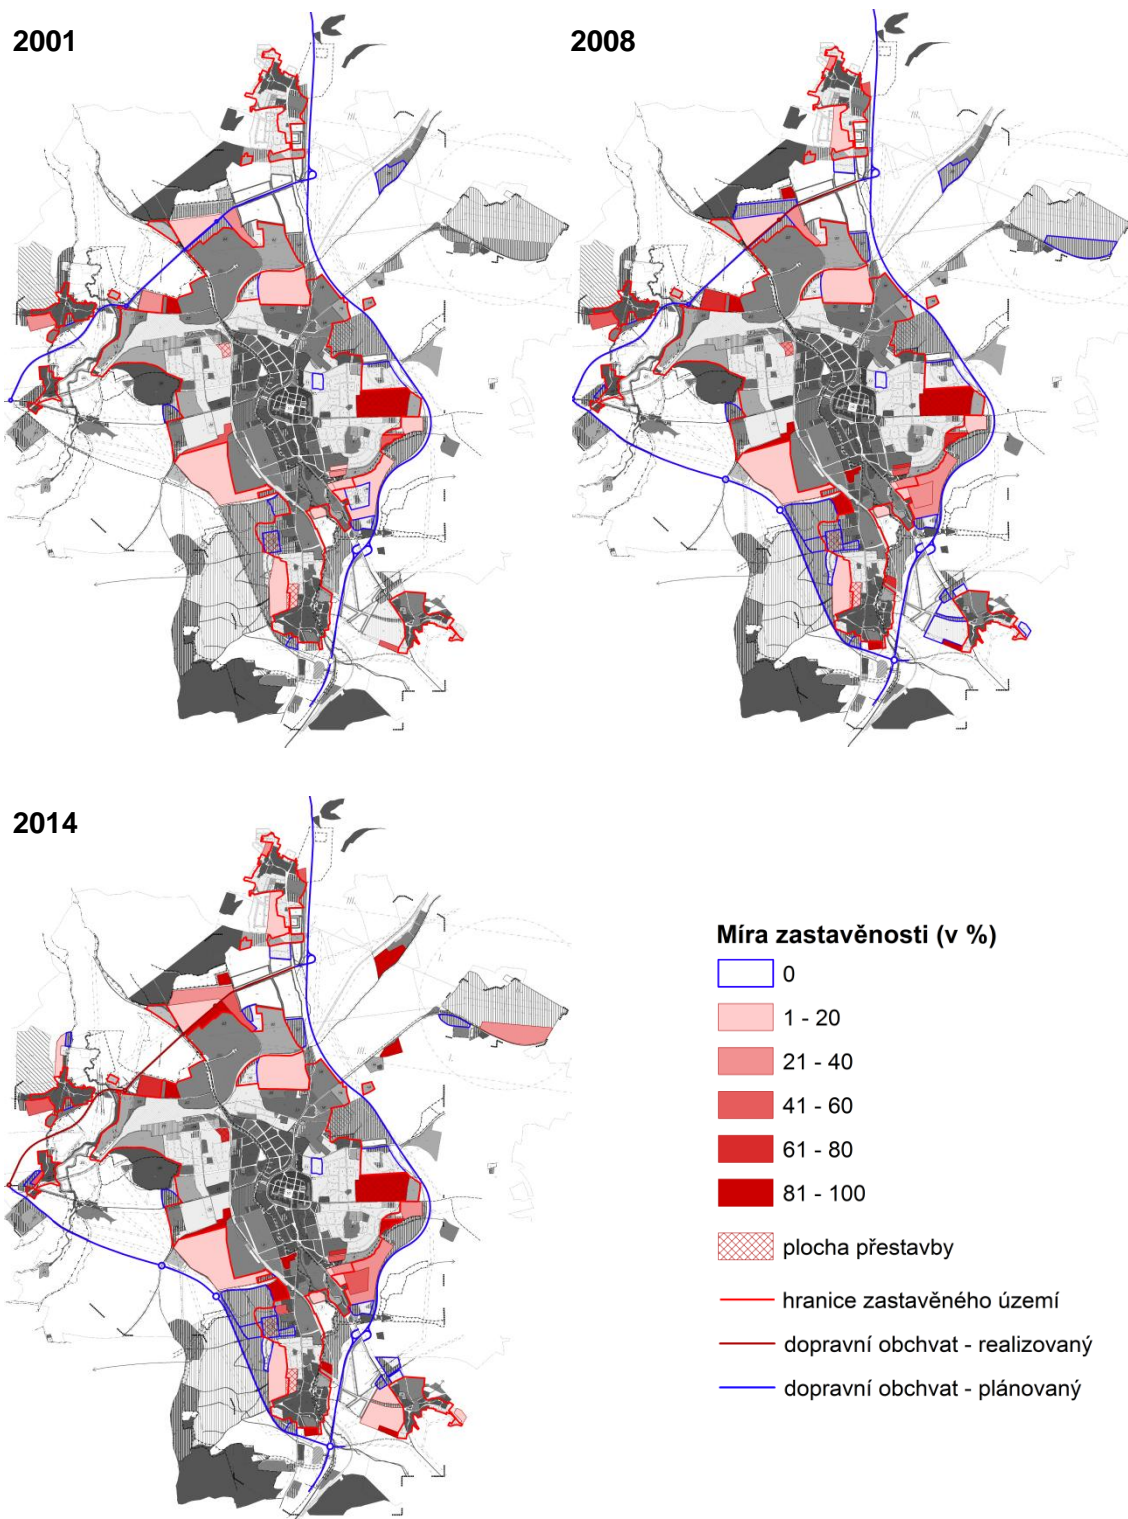 2001
2008
2014
Míra zastavěnosti (v %)
0
1 - 20
21 - 40
41 - 60
61 - 80
81 - 100
plocha přestavby
hranice zastavěného území
dopravní obchvat - realizovaný
dopravní obchvat - plánovaný